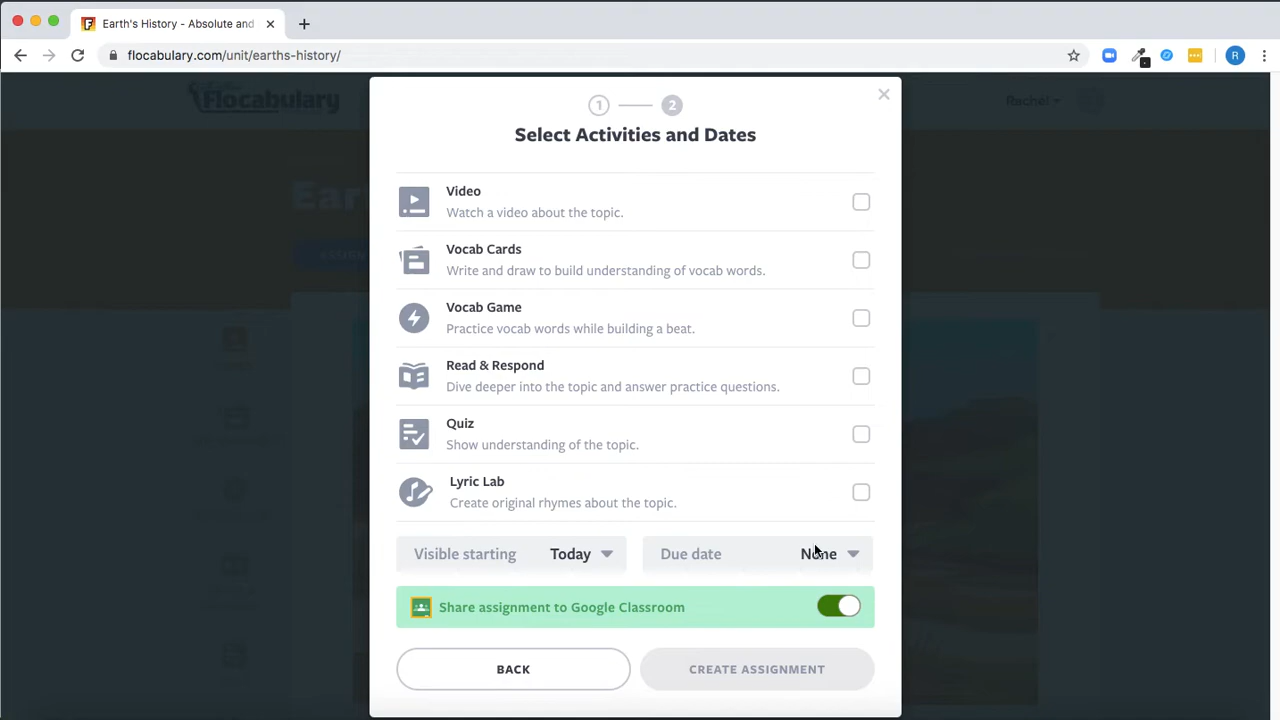 Earth's History - Absolute and
flocabulary.com/unit/earths-history/
R
Flocabulary
Rachel
Ear
1
2
Select Activities and Dates
Video
Watch a video about the topic.
Vocab Cards
Write and draw to build understanding of vocab words.
Vocab Game
Practice vocab words while building a beat.
Read & Respond
Dive deeper into the topic and answer practice questions.
Quiz
Show understanding of the topic.
Lyric Lab
Create original rhymes about the topic.
Visible starting Today Due date None
Share assignment to Google Classroom
BACK CREATE ASSIGNMENT